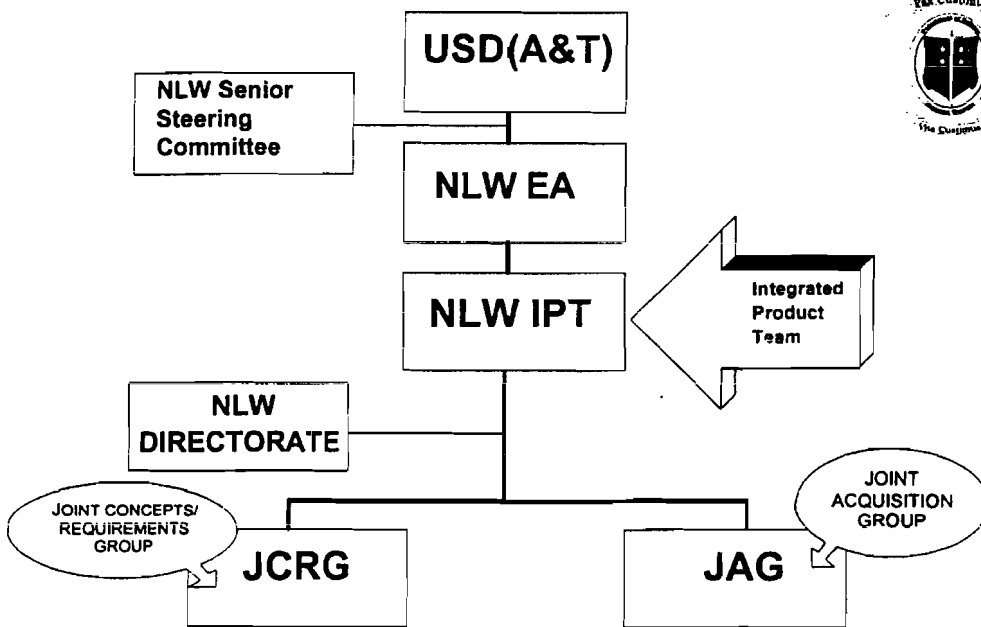 USD(A&T)
NLW Senior
Steering
Committee
NLW EA
NLW IPT
Integrated
Product
Team
NLW
DIRECTORATE
JOINT CONCEPTS/
REQUIREMENTS
GROUP
JCRG
JOINT
ACQUISITION
GROUP
JAG